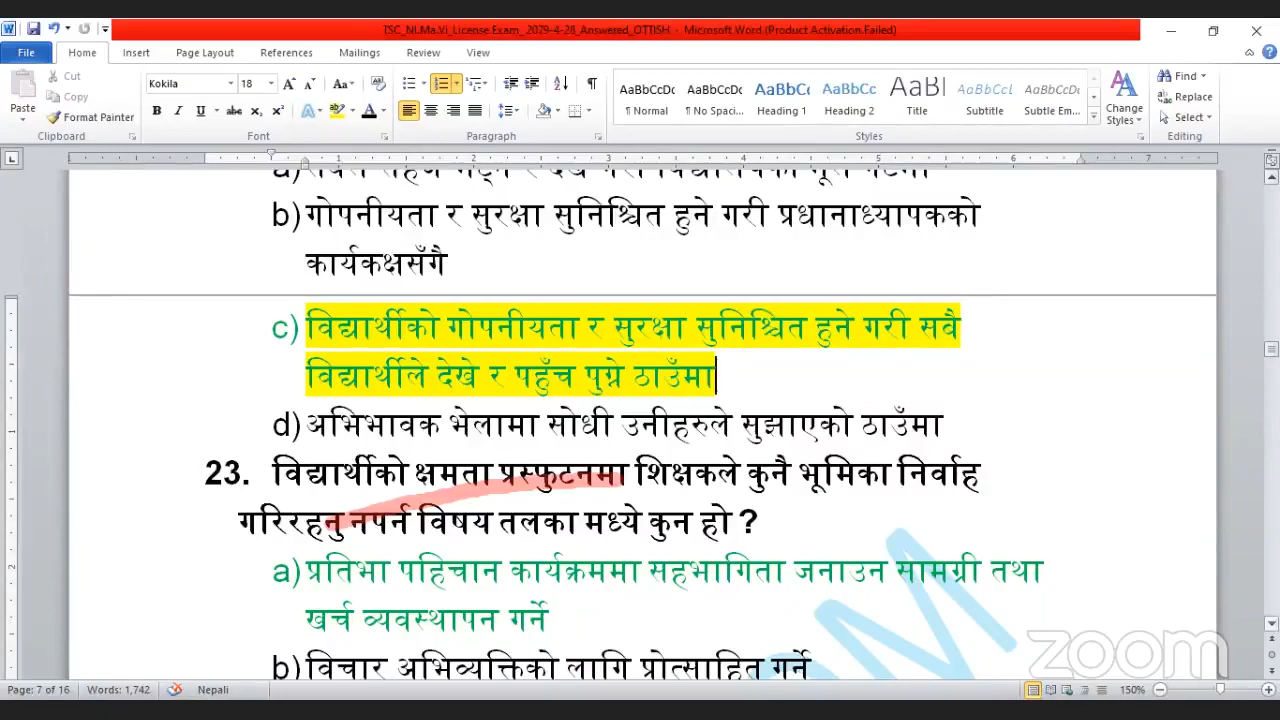 TSC_NLMa.Vi_License Exam_ 2079-4-28_Answered_OTTISH - Microsoft Word (Product Activation Failed)
File Home Insert Page Layout References Mailings Review View
Cut
Copy
Format Painter
Paste
Kokila 18
Clipboard Font Paragraph Styles Editing
AaBbCcDc AaBbCcDc AaBbC AaBbCc AaBl AaBbCcL AaBbCcDc
¶ Normal ¶ No Spaci... Heading 1 Heading 2 Title Subtitle Subtle Em...
Change Styles
Find
Replace
Select
b) गोपनीयता र सुरक्षा सुनिश्चित हुने गरी प्रधानाध्यापकको
कार्यकक्षसँगै
c) विद्यार्थीको गोपनीयता र सुरक्षा सुनिश्चित हुने गरी सबै
विद्यार्थीले देखे र पहुँच पुग्ने ठाउँमा
d) अभिभावक भेलामा सोधी उनीहरुले सुझाएको ठाउँमा
23. विद्यार्थीको क्षमता प्रस्फुटनमा शिक्षकले कुनै भूमिका निर्वाह
गरिरहनु नपर्न विषय तलका मध्ये कुन हो ?
a) प्रतिभा पहिचान कार्यक्रममा सहभागिता जनाउन सामग्री तथा
खर्च व्यवस्थापन गर्ने
b) विचार अभिव्यक्तिको लागि प्रोत्साहित गर्ने
zoom
Page: 7 of 16 Words: 1,742 Nepali 150%